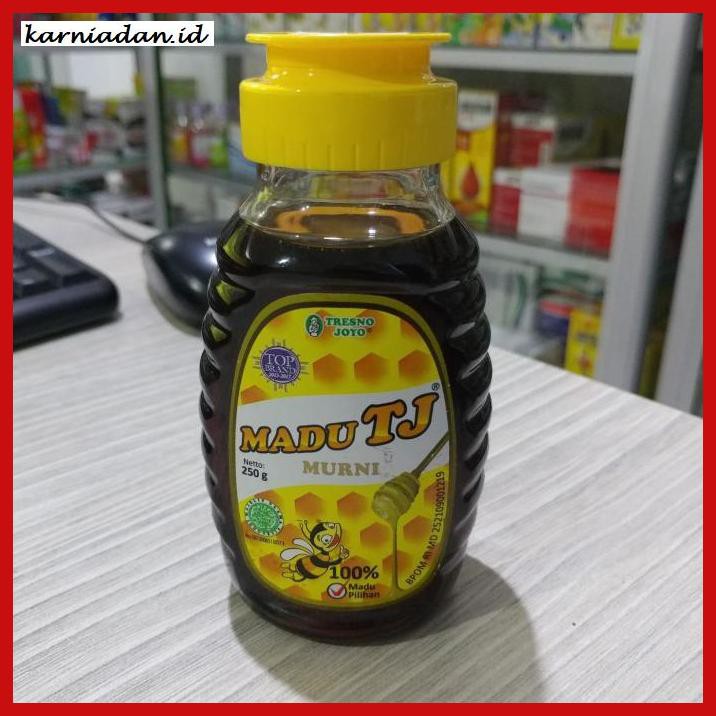 karniadan.id
TRESNO
JOYO
TOP
BRAND
MADU TJ®
MURNI
Netto:
250 g
100%
Madu
Pilihan
BPOM RI MD 252109001219